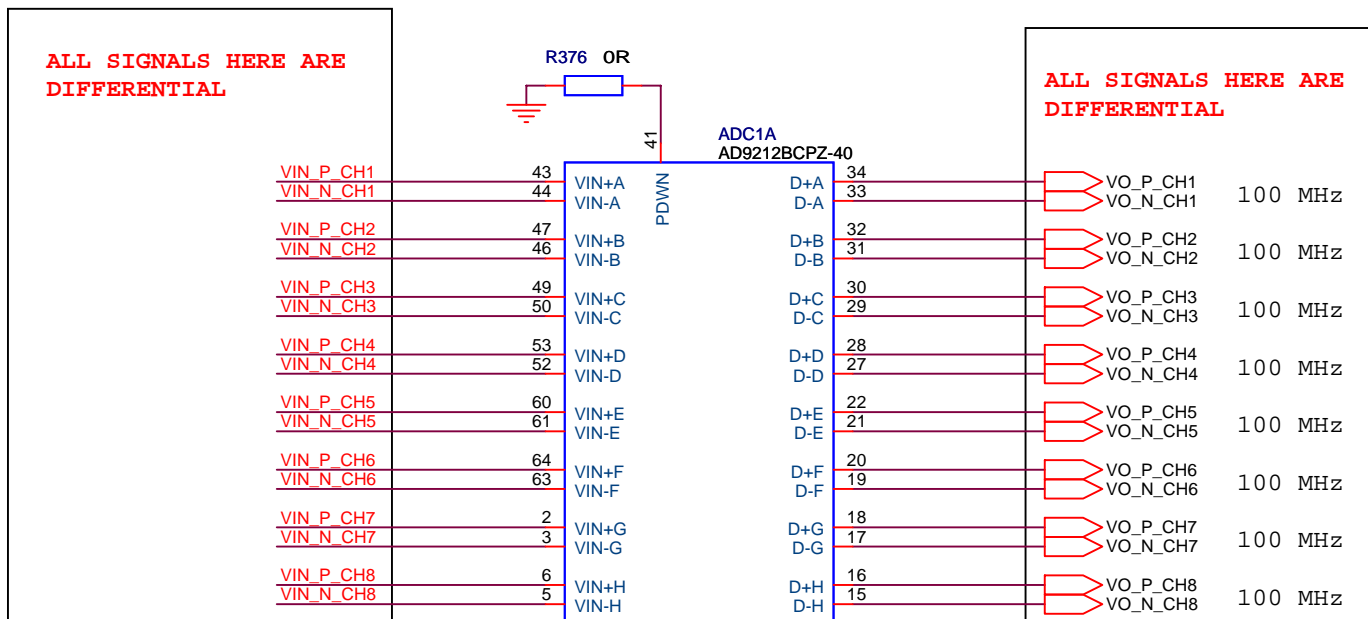 ALL SIGNALS HERE ARE
DIFFERENTIAL
R376 0R
ALL SIGNALS HERE ARE
DIFFERENTIAL
41
ADC1A
AD9212BCPZ-40
PDWN
VIN_P_CH1 43 VIN+A D+A 34 VO_P_CH1
VIN_N_CH1 44 VIN-A D-A 33 VO_N_CH1
100 MHz
VIN_P_CH2 47 VIN+B D+B 32 VO_P_CH2
VIN_N_CH2 46 VIN-B D-B 31 VO_N_CH2
100 MHz
VIN_P_CH3 49 VIN+C D+C 30 VO_P_CH3
VIN_N_CH3 50 VIN-C D-C 29 VO_N_CH3
100 MHz
VIN_P_CH4 53 VIN+D D+D 28 VO_P_CH4
VIN_N_CH4 52 VIN-D D-D 27 VO_N_CH4
100 MHz
VIN_P_CH5 60 VIN+E D+E 22 VO_P_CH5
VIN_N_CH5 61 VIN-E D-E 21 VO_N_CH5
100 MHz
VIN_P_CH6 64 VIN+F D+F 20 VO_P_CH6
VIN_N_CH6 63 VIN-F D-F 19 VO_N_CH6
100 MHz
VIN_P_CH7 2 VIN+G D+G 18 VO_P_CH7
VIN_N_CH7 3 VIN-G D-G 17 VO_N_CH7
100 MHz
VIN_P_CH8 6 VIN+H D+H 16 VO_P_CH8
VIN_N_CH8 5 VIN-H D-H 15 VO_N_CH8
100 MHz